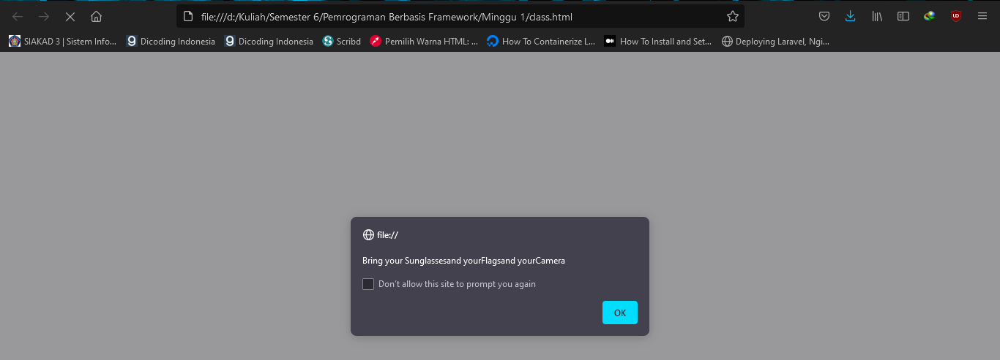 file:///d:/Kuliah/Semester 6/Pemrograman Berbasis Framework/Minggu 1/class.html
SIAKAD 3 | Sistem Info... Dicoding Indonesia Dicoding Indonesia Scribd Pemilih Warna HTML: ... How To Containerize L... How To Install and Set... Deploying Laravel, Ngi...
file://
Bring your Sunglassesand yourFlagsand yourCamera
Don't allow this site to prompt you again
OK